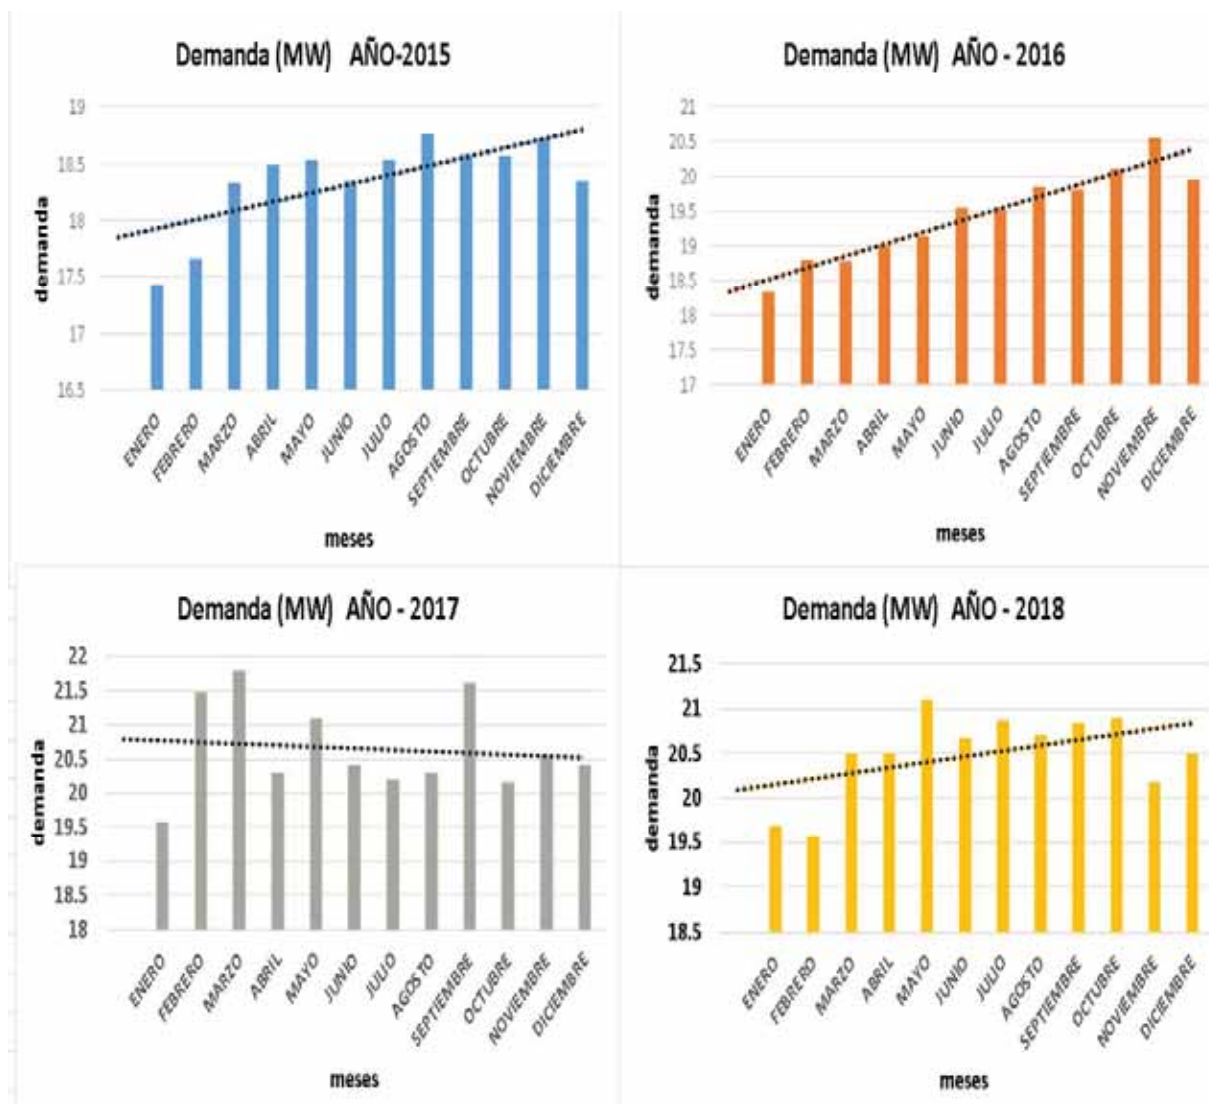 Demanda (MW) AÑO-2015
19
18.5
18
17.5
17
16.5
demanda
ENERO
FEBRERO
MARZO
ABRIL
MAYO
JUNIO
JULIO
AGOSTO
SEPTIEMBRE
OCTUBRE
NOVIEMBRE
DICIEMBRE
meses
Demanda (MW) AÑO - 2016
21
20.5
20
19.5
19
18.5
18
17.5
17
demanda
ENERO
FEBRERO
MARZO
ABRIL
MAYO
JUNIO
JULIO
AGOSTO
SEPTIEMBRE
OCTUBRE
NOVIEMBRE
DICIEMBRE
meses
Demanda (MW) AÑO - 2017
22
21.5
21
20.5
20
19.5
19
18.5
18
demanda
ENERO
FEBRERO
MARZO
ABRIL
MAYO
JUNIO
JULIO
AGOSTO
SEPTIEMBRE
OCTUBRE
NOVIEMBRE
DICIEMBRE
meses
Demanda (MW) AÑO - 2018
21.5
21
20.5
20
19.5
19
18.5
demanda
ENERO
FEBRERO
MARZO
ABRIL
MAYO
JUNIO
JULIO
AGOSTO
SEPTIEMBRE
OCTUBRE
NOVIEMBRE
DICIEMBRE
meses